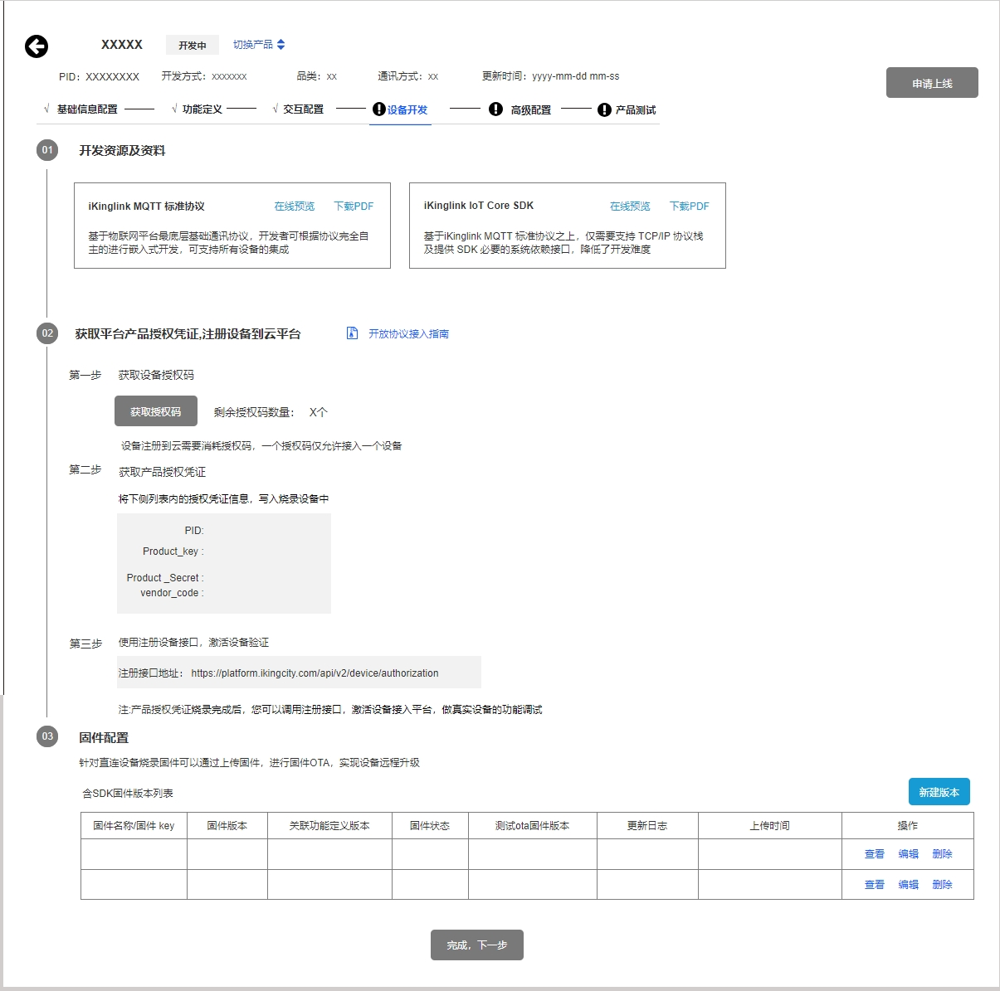 XXXXX 开发中 切换产品
PID：XXXXXXXX 开发方式：xxxxxxx 品类：xx 通讯方式：xx 更新时间：yyyy-mm-dd mm-ss
申请上线
√ 基础信息配置 √ 功能定义 √ 交互配置 设备开发 高级配置 产品测试
01 开发资源及资料
iKinglink MQTT 标准协议 在线预览 下载PDF
基于物联网平台最底层基础通讯协议，开发者可根据协议完全自
主的进行嵌入式开发，可支持所有设备的集成
iKinglink IoT Core SDK 在线预览 下载PDF
基于iKinglink MQTT 标准协议之上，仅需要支持 TCP/IP 协议栈
及提供 SDK 必要的系统依赖接口，降低了开发难度
02 获取平台产品授权凭证,注册设备到云平台 开放协议接入指南
第一步 获取设备授权码
获取授权码 剩余授权码数量： X个
设备注册到云需要消耗授权码，一个授权码仅允许接入一个设备
第二步 获取产品授权凭证
将下侧列表内的授权凭证信息，写入烧录设备中
PID:
Product_key :
Product _Secret :
vendor_code :
第三步 使用注册设备接口，激活设备验证
注册接口地址： https://platform.ikingcity.com/api/v2/device/authorization
注:产品授权凭证烧录完成后，您可以调用注册接口，激活设备接入平台，做真实设备的功能调试
03 固件配置
针对直连设备烧录固件可以通过上传固件，进行固件OTA，实现设备远程升级
含SDK固件版本列表 新建版本
固件名称/固件 key 固件版本 关联功能定义版本 固件状态 测试ota固件版本 更新日志 上传时间 操作
查看 编辑 删除
查看 编辑 删除
完成，下一步